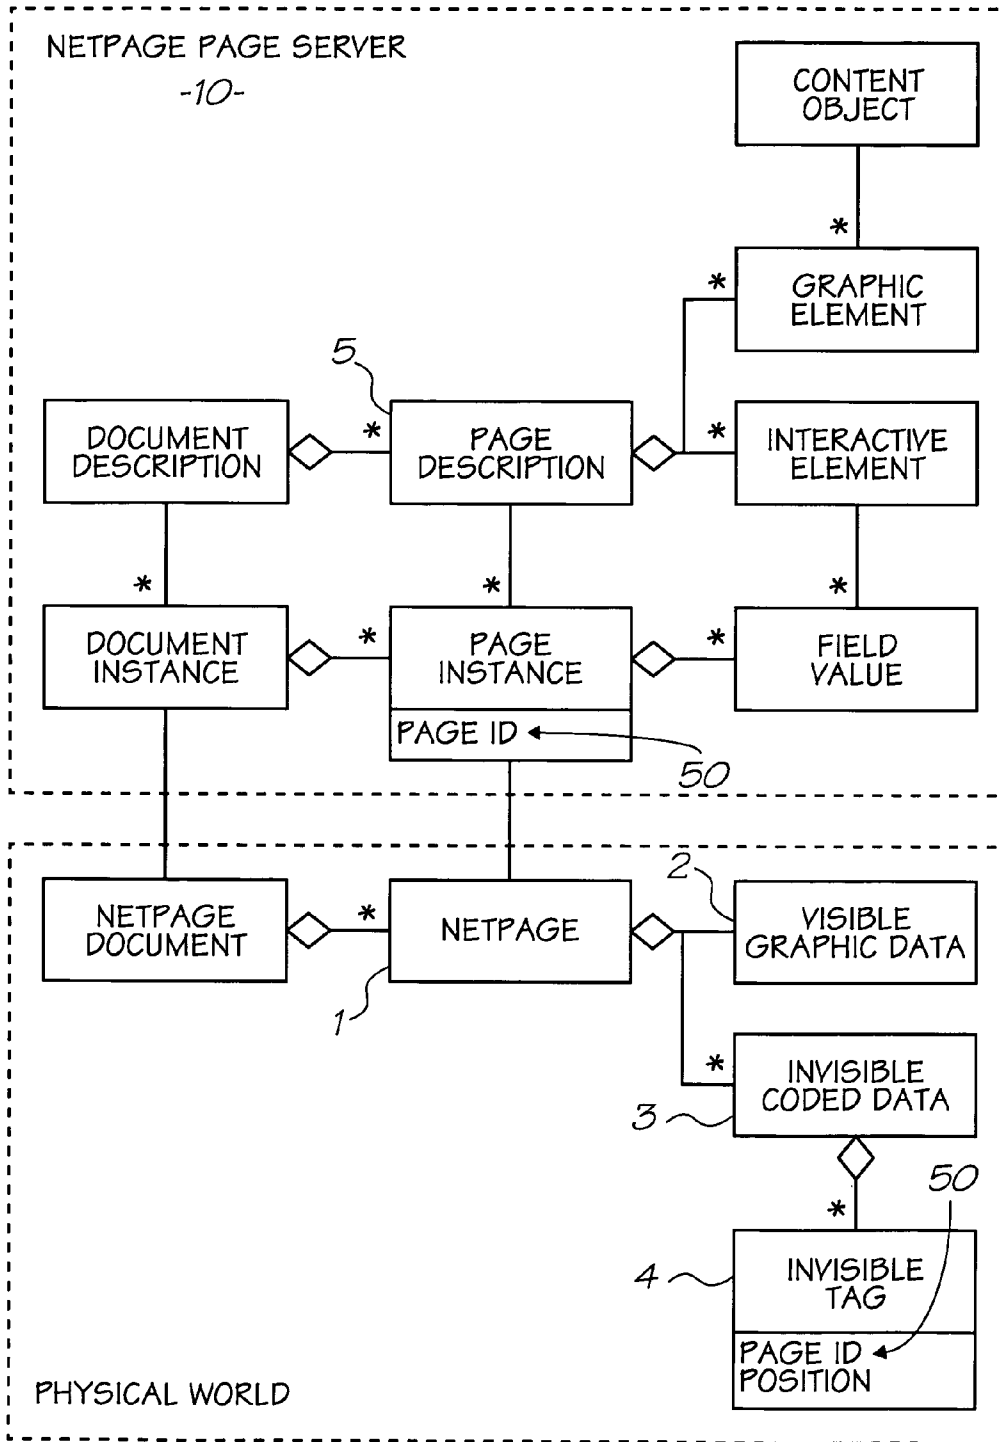 NETPAGE PAGE SERVER
-10-
CONTENT
OBJECT
*
*
GRAPHIC
ELEMENT
5
DOCUMENT
DESCRIPTION
*
PAGE
DESCRIPTION
*
INTERACTIVE
ELEMENT
*
*
*
DOCUMENT
INSTANCE
*
PAGE
INSTANCE
*
FIELD
VALUE
PAGE ID
50
2
NETPAGE
DOCUMENT
*
NETPAGE
VISIBLE
GRAPHIC DATA
1
*
INVISIBLE
CODED DATA
3
50
*
4
INVISIBLE
TAG
PAGE ID
POSITION
PHYSICAL WORLD